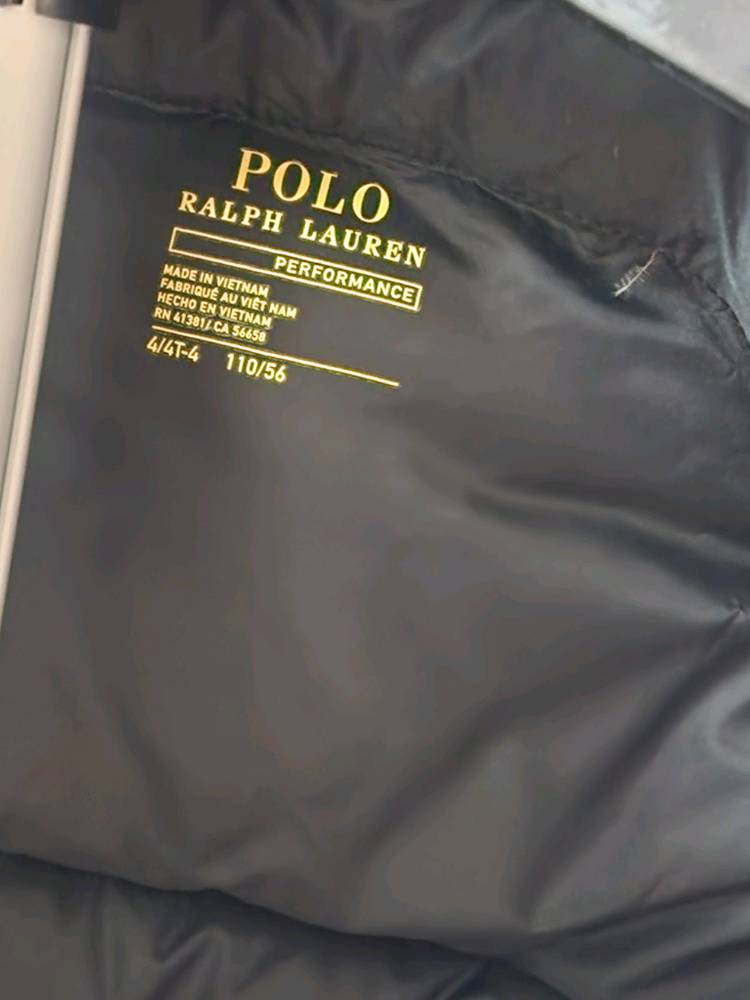 POLO
RALPH LAUREN
PERFORMANCE
MADE IN VIETNAM
FABRIQUÉ AU VIÊT NAM
HECHO EN VIETNAM
RN 41381/ CA 56658
4/4T-4 110/56